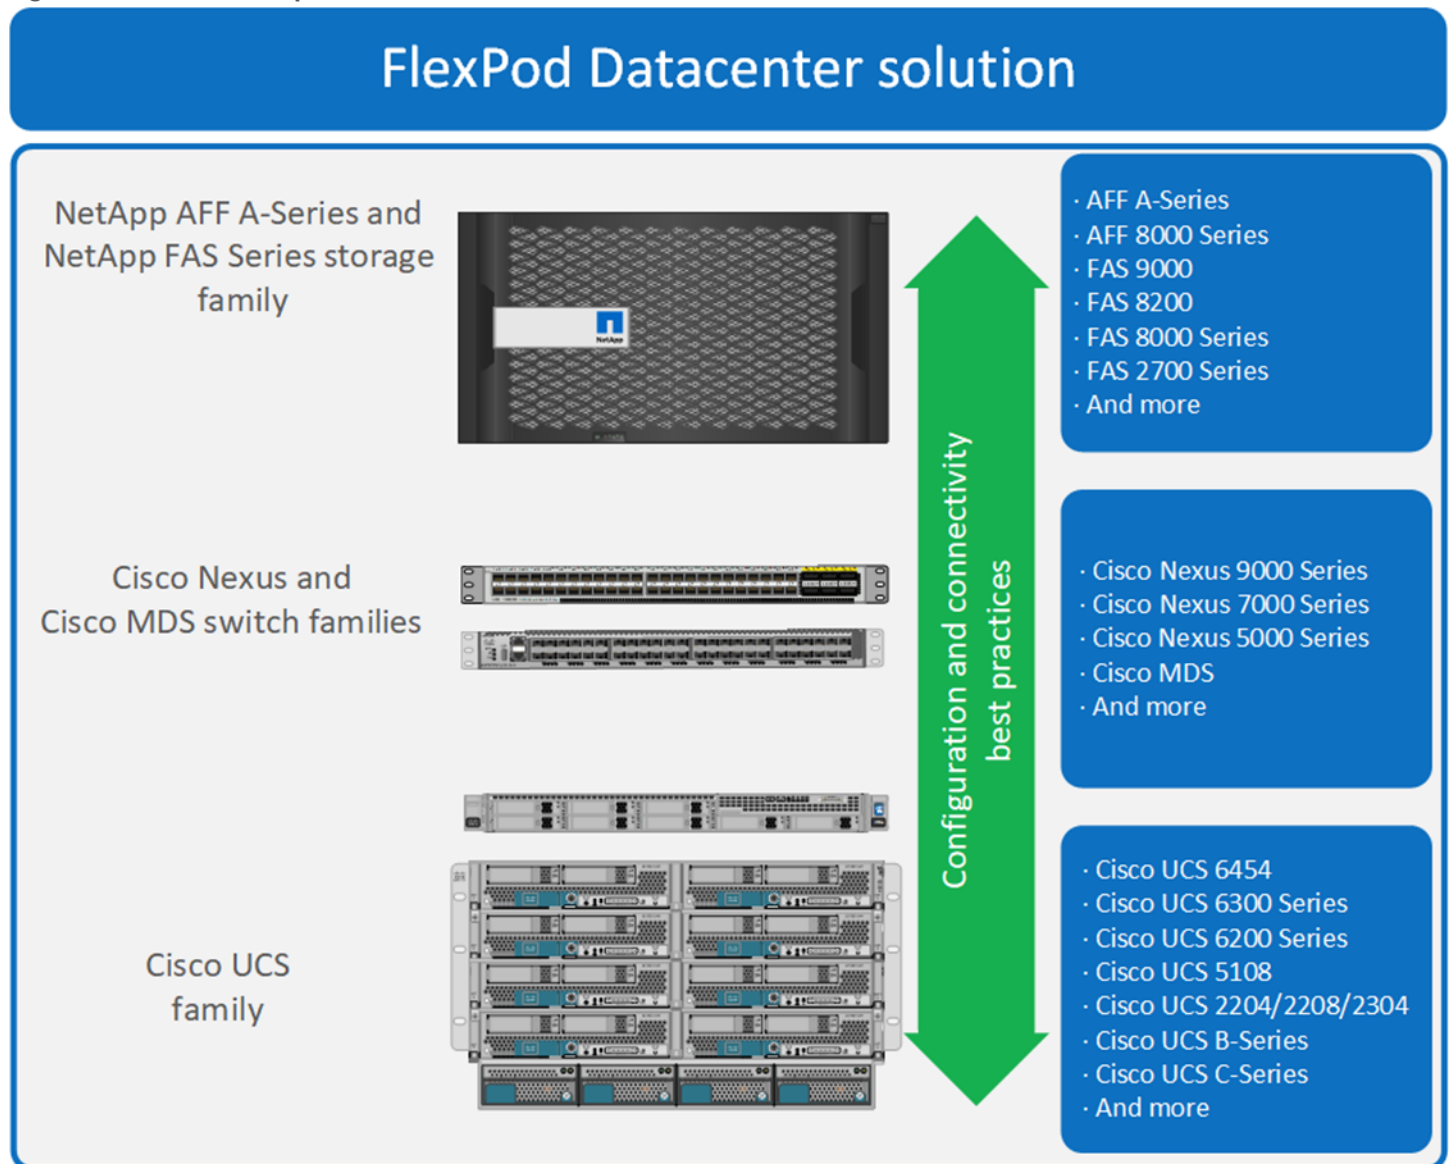 FlexPod Datacenter solution
NetApp AFF A-Series and
NetApp FAS Series storage
family
NetApp
· AFF A-Series
· AFF 8000 Series
· FAS 9000
· FAS 8200
· FAS 8000 Series
· FAS 2700 Series
· And more
Configuration and connectivity
best practices
Cisco Nexus and
Cisco MDS switch families
· Cisco Nexus 9000 Series
· Cisco Nexus 7000 Series
· Cisco Nexus 5000 Series
· Cisco MDS
· And more
Cisco UCS
family
· Cisco UCS 6454
· Cisco UCS 6300 Series
· Cisco UCS 6200 Series
· Cisco UCS 5108
· Cisco UCS 2204/2208/2304
· Cisco UCS B-Series
· Cisco UCS C-Series
· And more